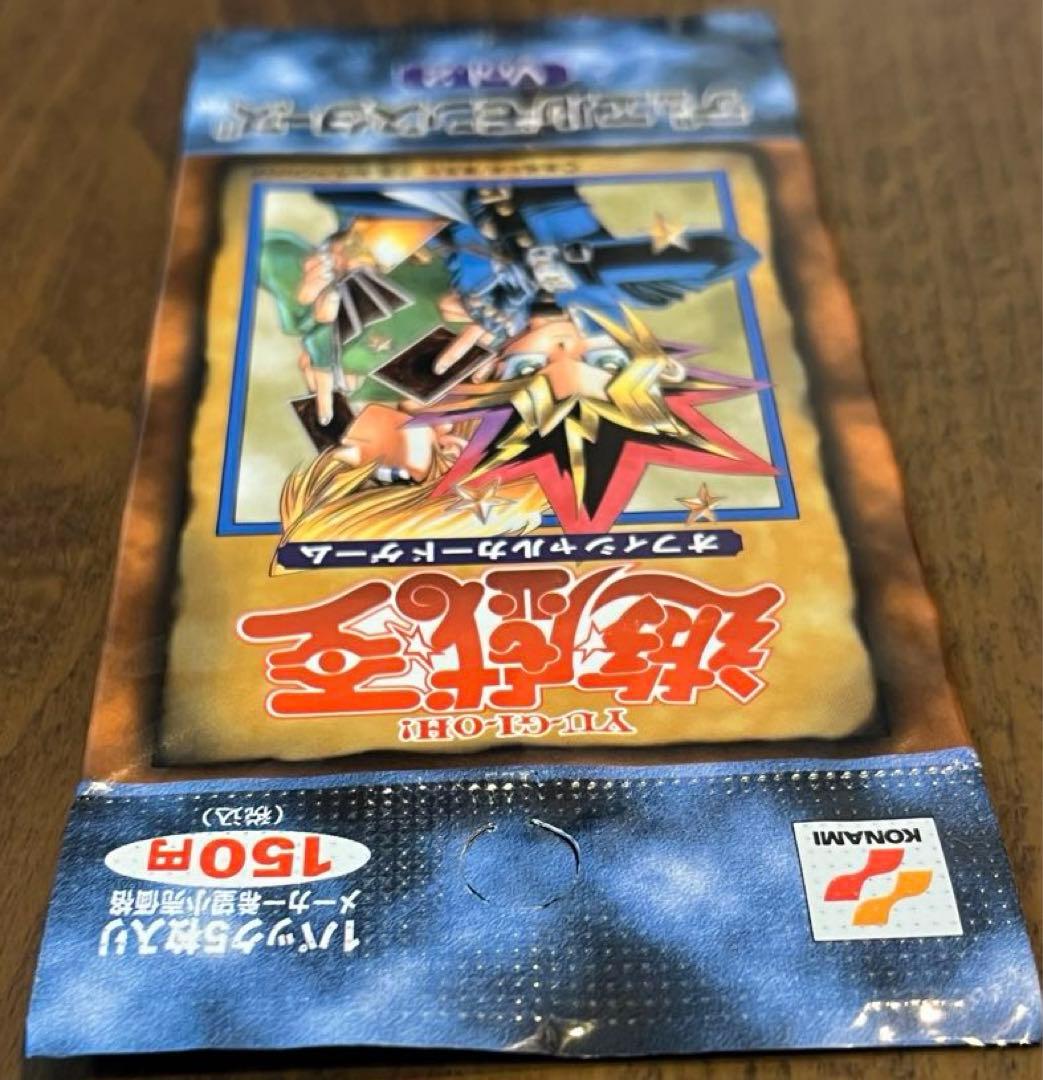 KONAMI
1パック5枚入り
メーカー希望小売価格
150円
(税込)
YU-GI-OH!
遊戯王
オフィシャルカードゲーム
デュエルモンスターズ